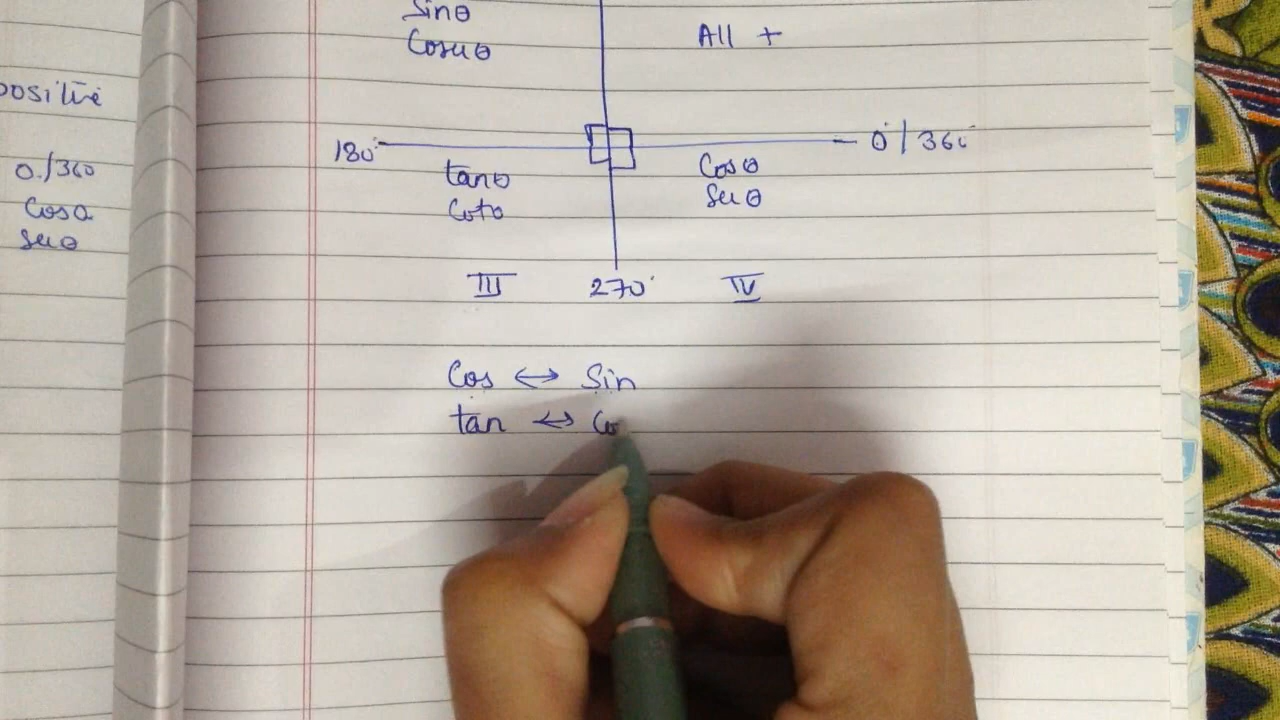 positive
0./360
Cosθ
Secθ
Sinθ
Cosecθ
All +
180°
0°/360
tanθ
Cotθ
Cosθ
Secθ
III
270°
IV
Cos ↔ Sin
tan ↔ Co